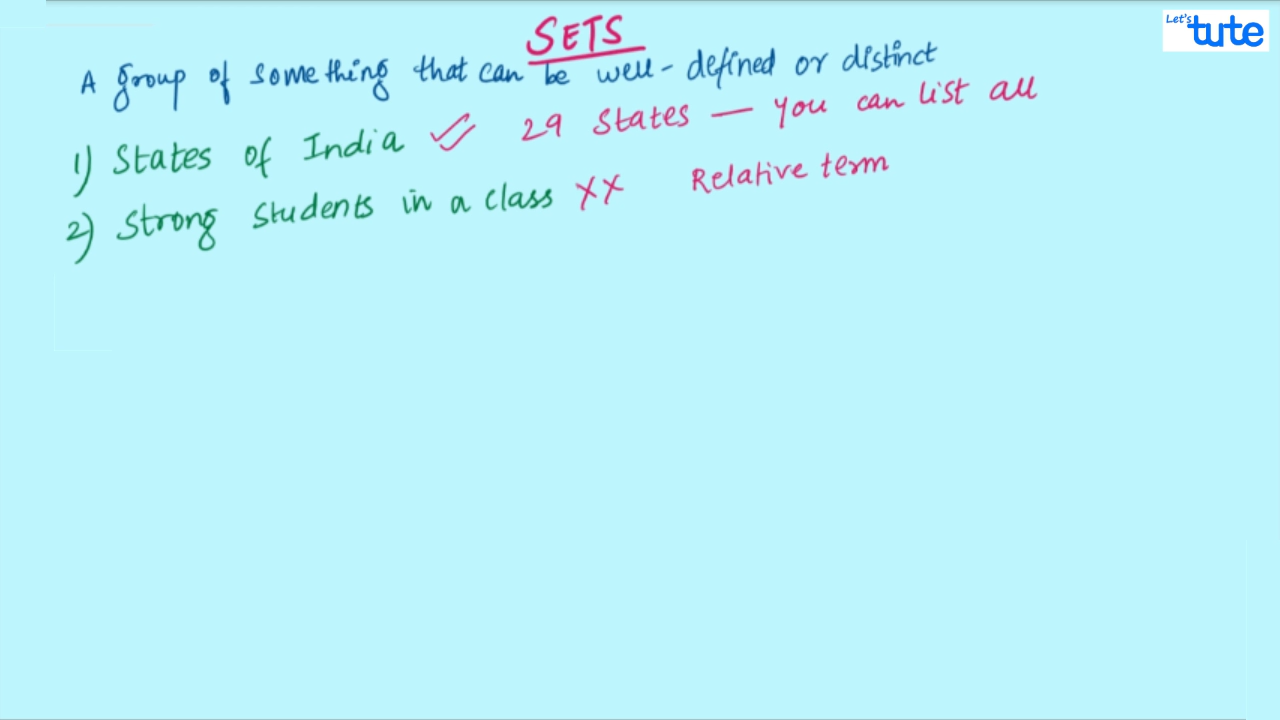 SETS
Let's tute
A group of something that can be well-defined or distinct
1) States of India ✓✓ 29 States — you can list all
2) Strong Students in a class XX Relative term